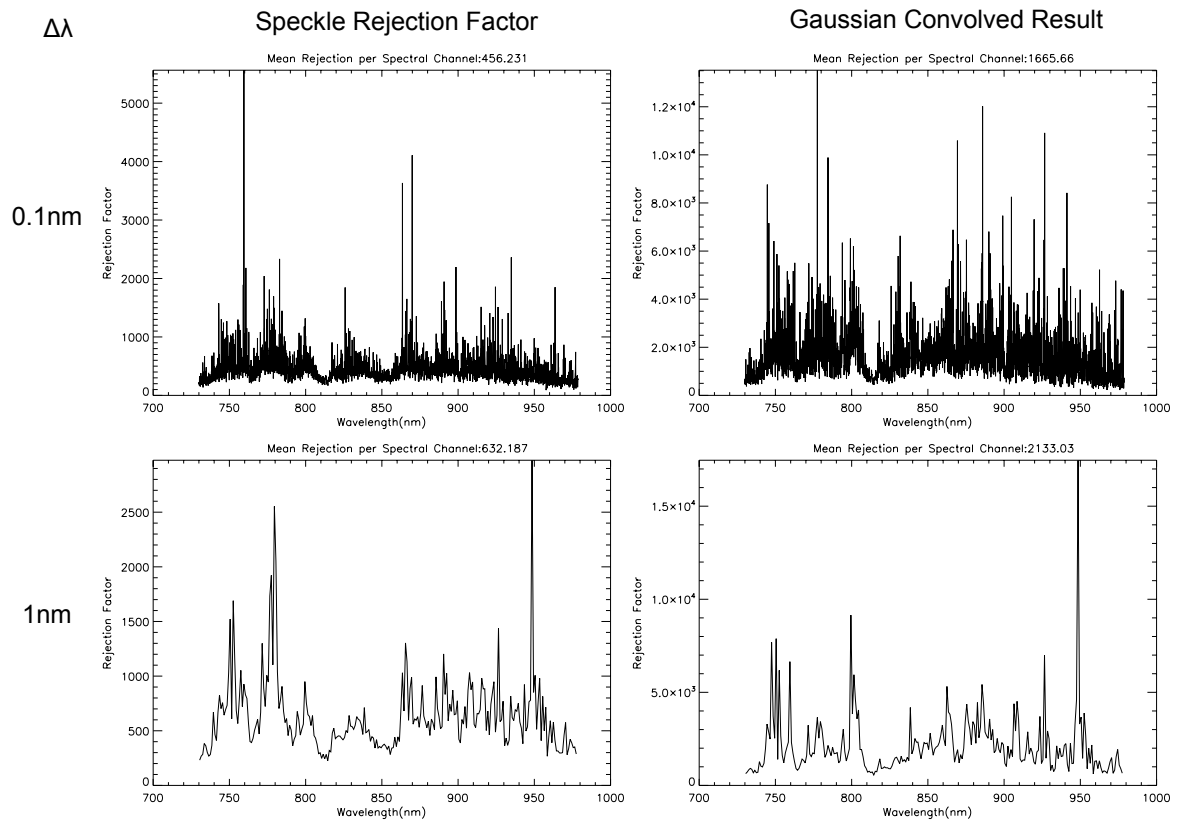 Δλ
Speckle Rejection Factor
Gaussian Convolved Result
Mean Rejection per Spectral Channel:456.231
5000
4000
3000
2000
1000
0
Rejection Factor
700 750 800 850 900 950 1000
Wavelength(nm)
Mean Rejection per Spectral Channel:1665.66
1.2×10⁴
1.0×10⁴
8.0×10³
6.0×10³
4.0×10³
2.0×10³
0
Rejection Factor
700 750 800 850 900 950 1000
Wavelength(nm)
0.1nm
Mean Rejection per Spectral Channel:632.187
2500
2000
1500
1000
500
0
Rejection Factor
700 750 800 850 900 950 1000
Wavelength(nm)
Mean Rejection per Spectral Channel:2133.03
1.5×10⁴
1.0×10⁴
5.0×10³
0
Rejection Factor
700 750 800 850 900 950 1000
Wavelength(nm)
1nm